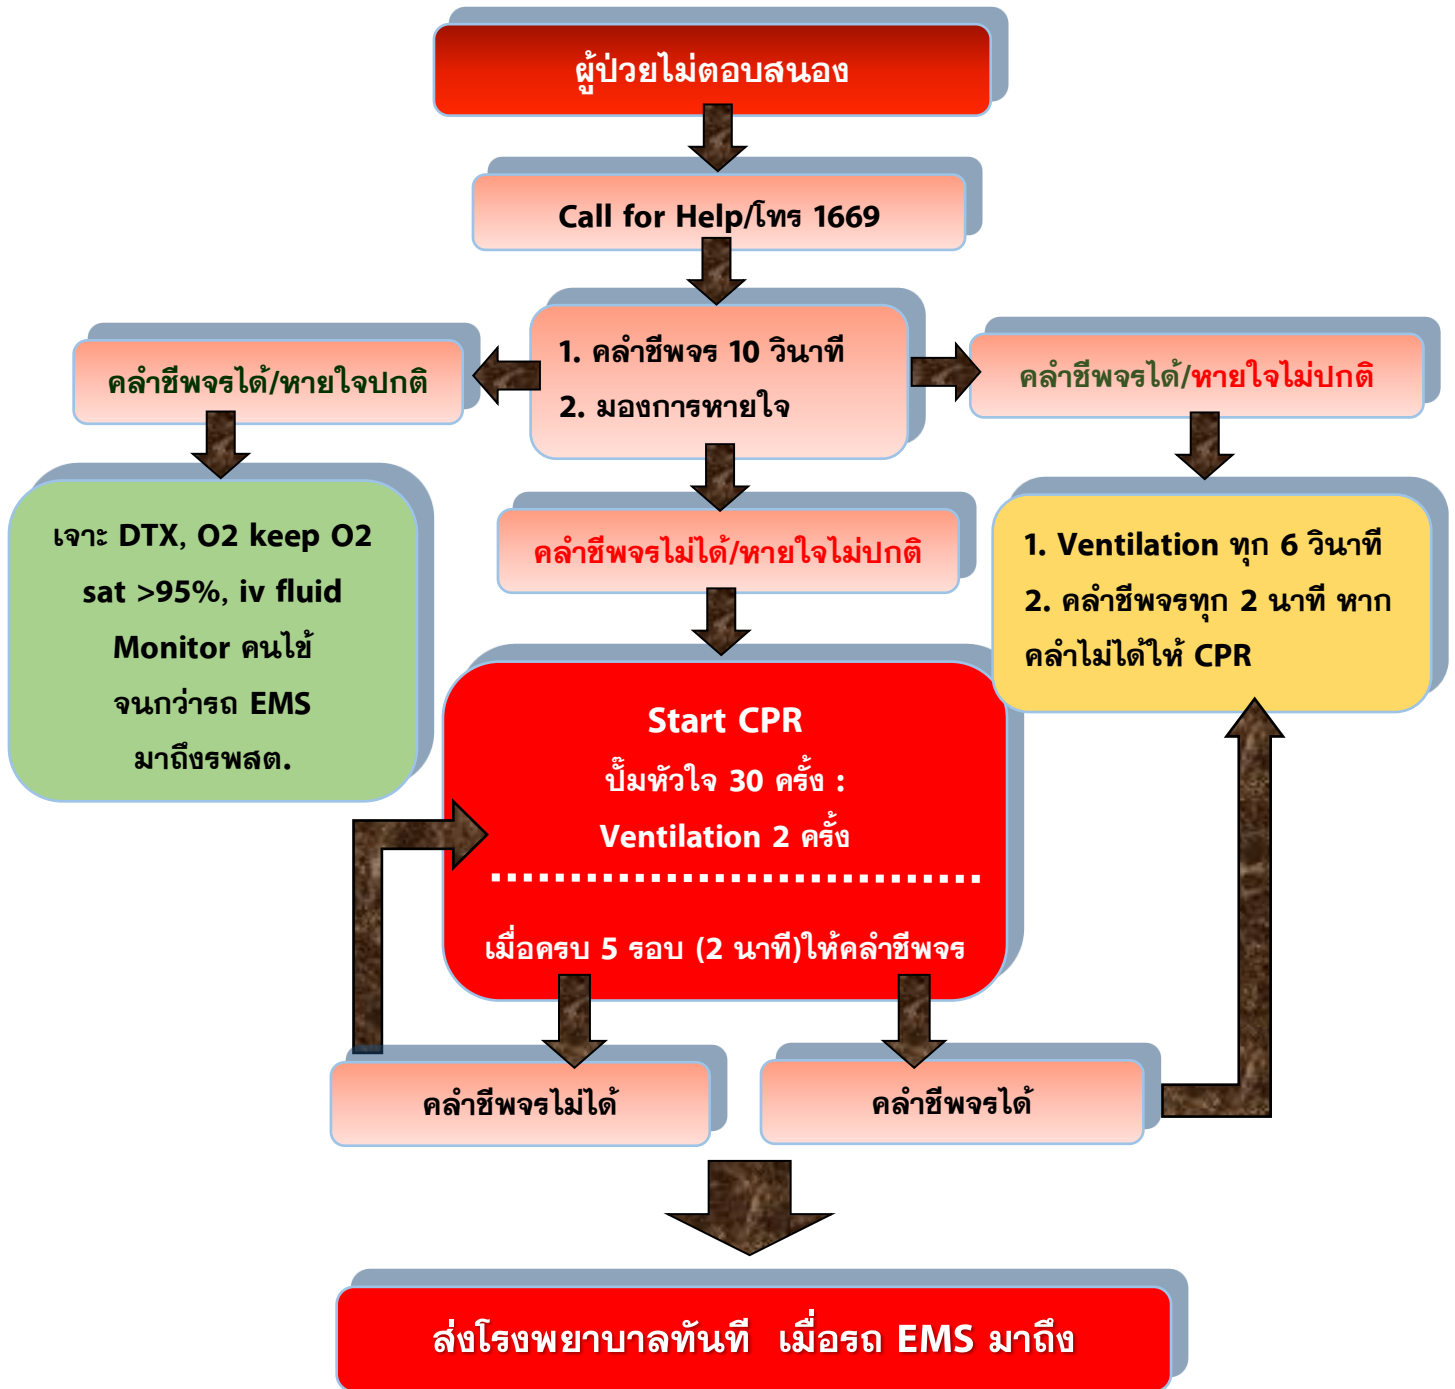 ผู้ป่วยไม่ตอบสนอง
Call for Help/โทร 1669
1. คลำชีพจร 10 วินาที
2. มองการหายใจ
คลำชีพจรได้/หายใจปกติ
คลำชีพจรได้/หายใจไม่ปกติ
เจาะ DTX, O2 keep O2
sat >95%, iv fluid
Monitor คนไข้
จนกว่ารถ EMS
มาถึงรพสต.
คลำชีพจรไม่ได้/หายใจไม่ปกติ
1. Ventilation ทุก 6 วินาที
2. คลำชีพจรทุก 2 นาที หาก
คลำไม่ได้ให้ CPR
Start CPR
ปั๊มหัวใจ 30 ครั้ง :
Ventilation 2 ครั้ง
เมื่อครบ 5 รอบ (2 นาที)ให้คลำชีพจร
คลำชีพจรไม่ได้
คลำชีพจรได้
ส่งโรงพยาบาลทันที เมื่อรถ EMS มาถึง